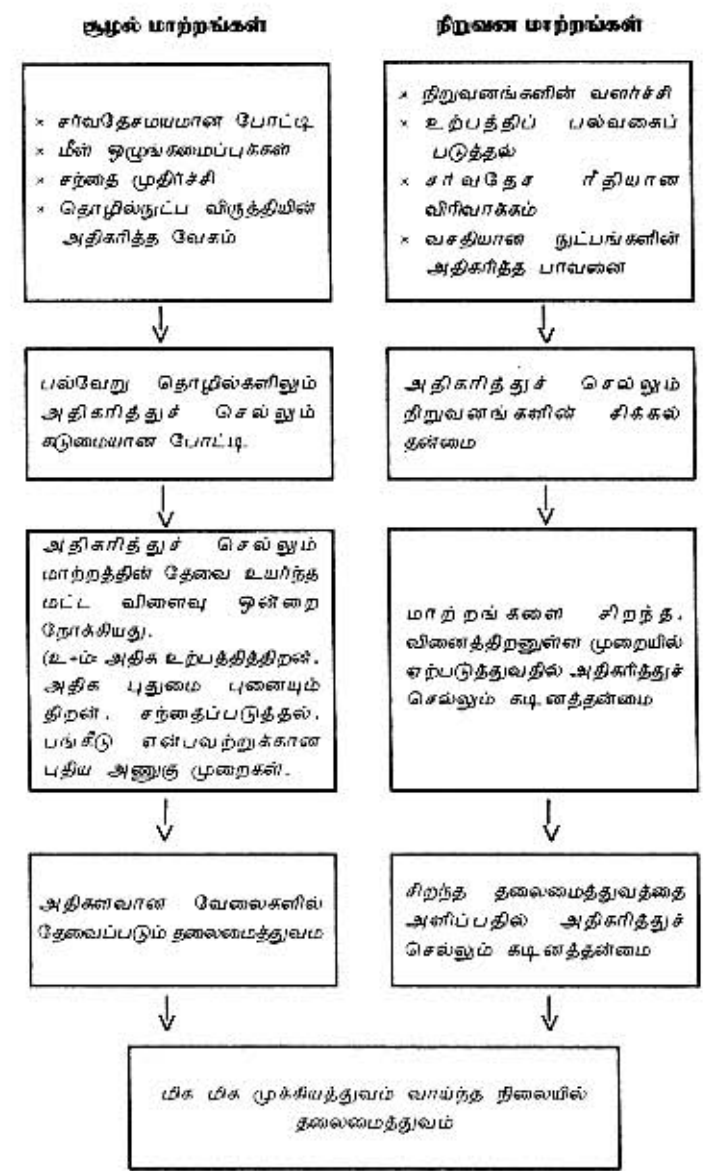 சூழல் மாற்றங்கள்
× சர்வதேசமயமான போட்டி
× மீள் ஒழுங்கமைப்புக்கள்
× சந்தை முதிர்ச்சி
× தொழில்நுட்ப விருத்தியின்
அதிகரித்த வேகம்
பல்வேறு தொழில்களிலும்
அதிகரித்துச் செல்லும்
கடுமையான போட்டி.
அதிகரித்துச் செல்லும்
மாற்றத்தின் தேவை உயர்ந்த
மட்ட விளைவு ஒன்றை
நோக்கியது.
(உ+ம்: அதிக உற்பத்தித்திறன்.
அதிக புதுமை புனையும்
திறன். சந்தைப்படுத்தல்.
பங்கீடு என்பவற்றுக்கான
புதிய அணுகு முறைகள்.
அதிகளவான வேலைகளில்
தேவைப்படும் தலைமைத்துவம
நிறுவன மாற்றங்கள்
× நிறுவனங்களின் வளர்ச்சி
× உற்பத்திப் பல்வகைப்
படுத்தல்
× சர்வதேச ரீதியான
விரிவாக்கம்
× வசதியான நுட்பங்களின்
அதிகரித்த பாவனை
அதிகரித்துச் செல்லும்
நிறுவனங்களின் சிக்கல்
தன்மை
மாற்றங்களை சிறந்த.
வினைத்திறனுள்ள முறையில்
ஏற்படுத்துவதில் அதிகரித்துச்
செல்லும் கடினத்தன்மை
சிறந்த தலைமைத்துவத்தை
அளிப்பதில் அதிகரித்துச்
செல்லும் கடினத்தன்மை
மிக மிக முக்கியத்துவம் வாய்ந்த நிலையில்
தலைமைத்துவம்